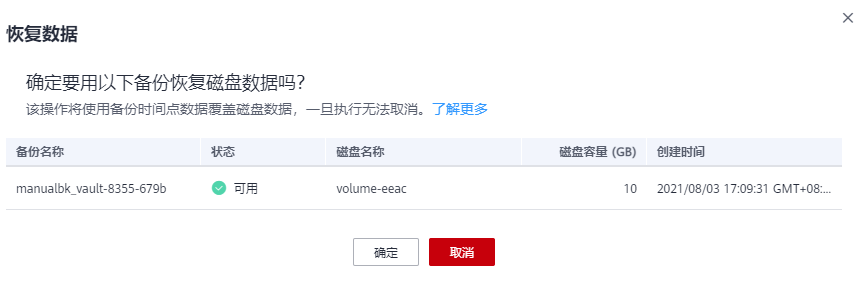 恢复数据
确定要用以下备份恢复磁盘数据吗？
该操作将使用备份时间点数据覆盖磁盘数据，一旦执行无法取消。了解更多
备份名称 状态 磁盘名称 磁盘容量 (GB) 创建时间
manualbk_vault-8355-679b 可用 volume-eeac 10 2021/08/03 17:09:31 GMT+08:...
确定 取消